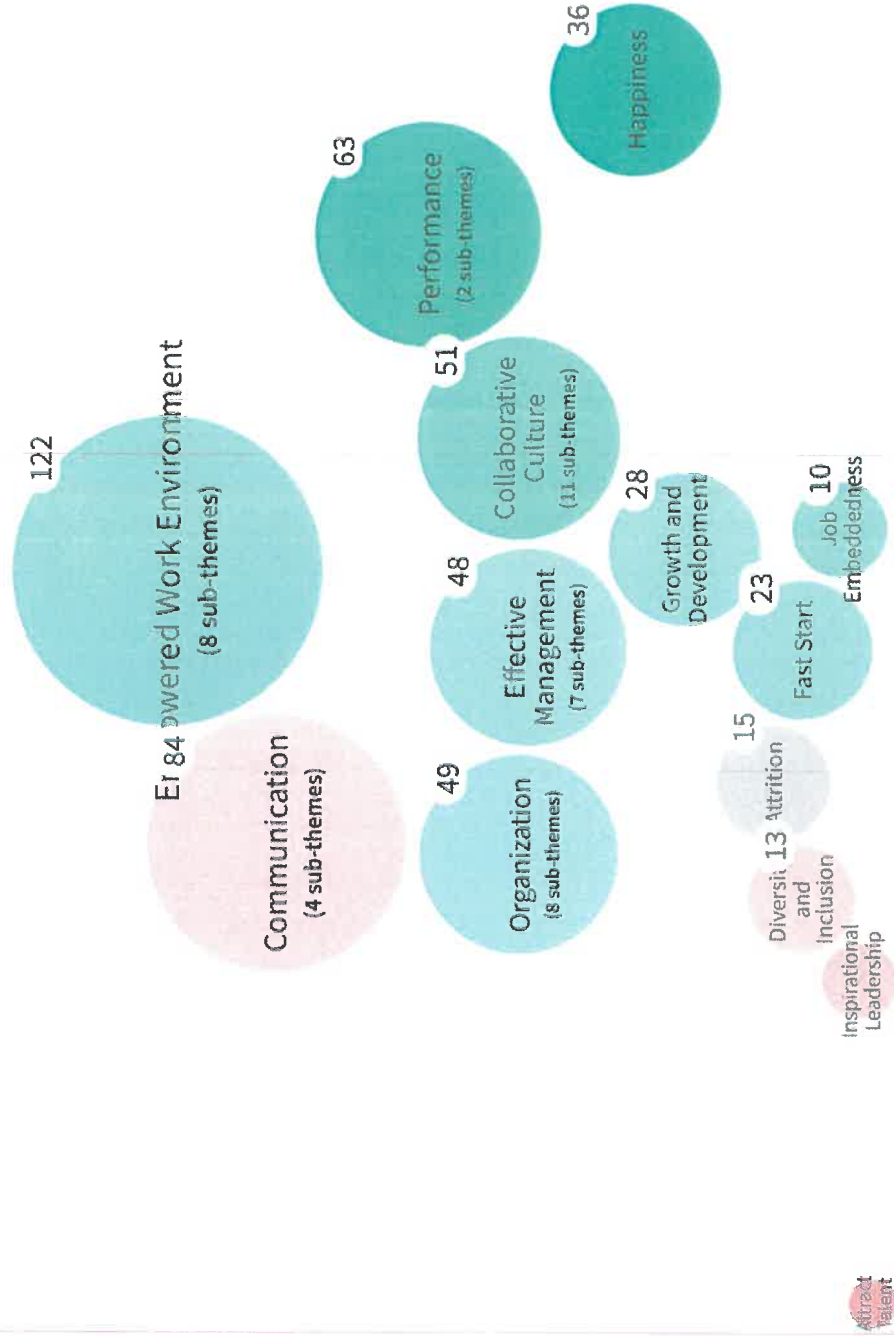 122
Er 84 owered Work Environment
(8 sub-themes)
Communication
(4 sub-themes)
63
Performance
(2 sub-themes)
36
Happiness
49
Organization
(8 sub-themes)
48
Effective
Management
(7 sub-themes)
51
Collaborative
Culture
(11 sub-themes)
28
Growth and
Development
23
Fast Start
10
Job
Embeddedness
15
Attrition
13
Diversit
and
Inclusion
Inspirational
Leadership
Attract
Talent